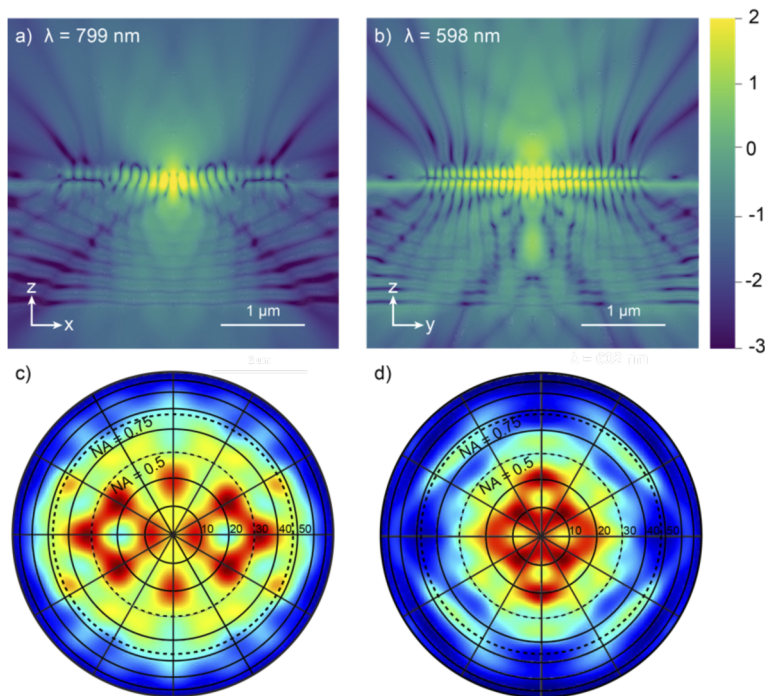 a) λ = 799 nm
b) λ = 598 nm
2
1
0
-1
-2
-3
z
x
1 µm
z
y
1 µm
c)
d)
NA = 0.75
NA = 0.5
10 20 30 40 50
NA = 0.75
NA = 0.5
10 20 30 40 50